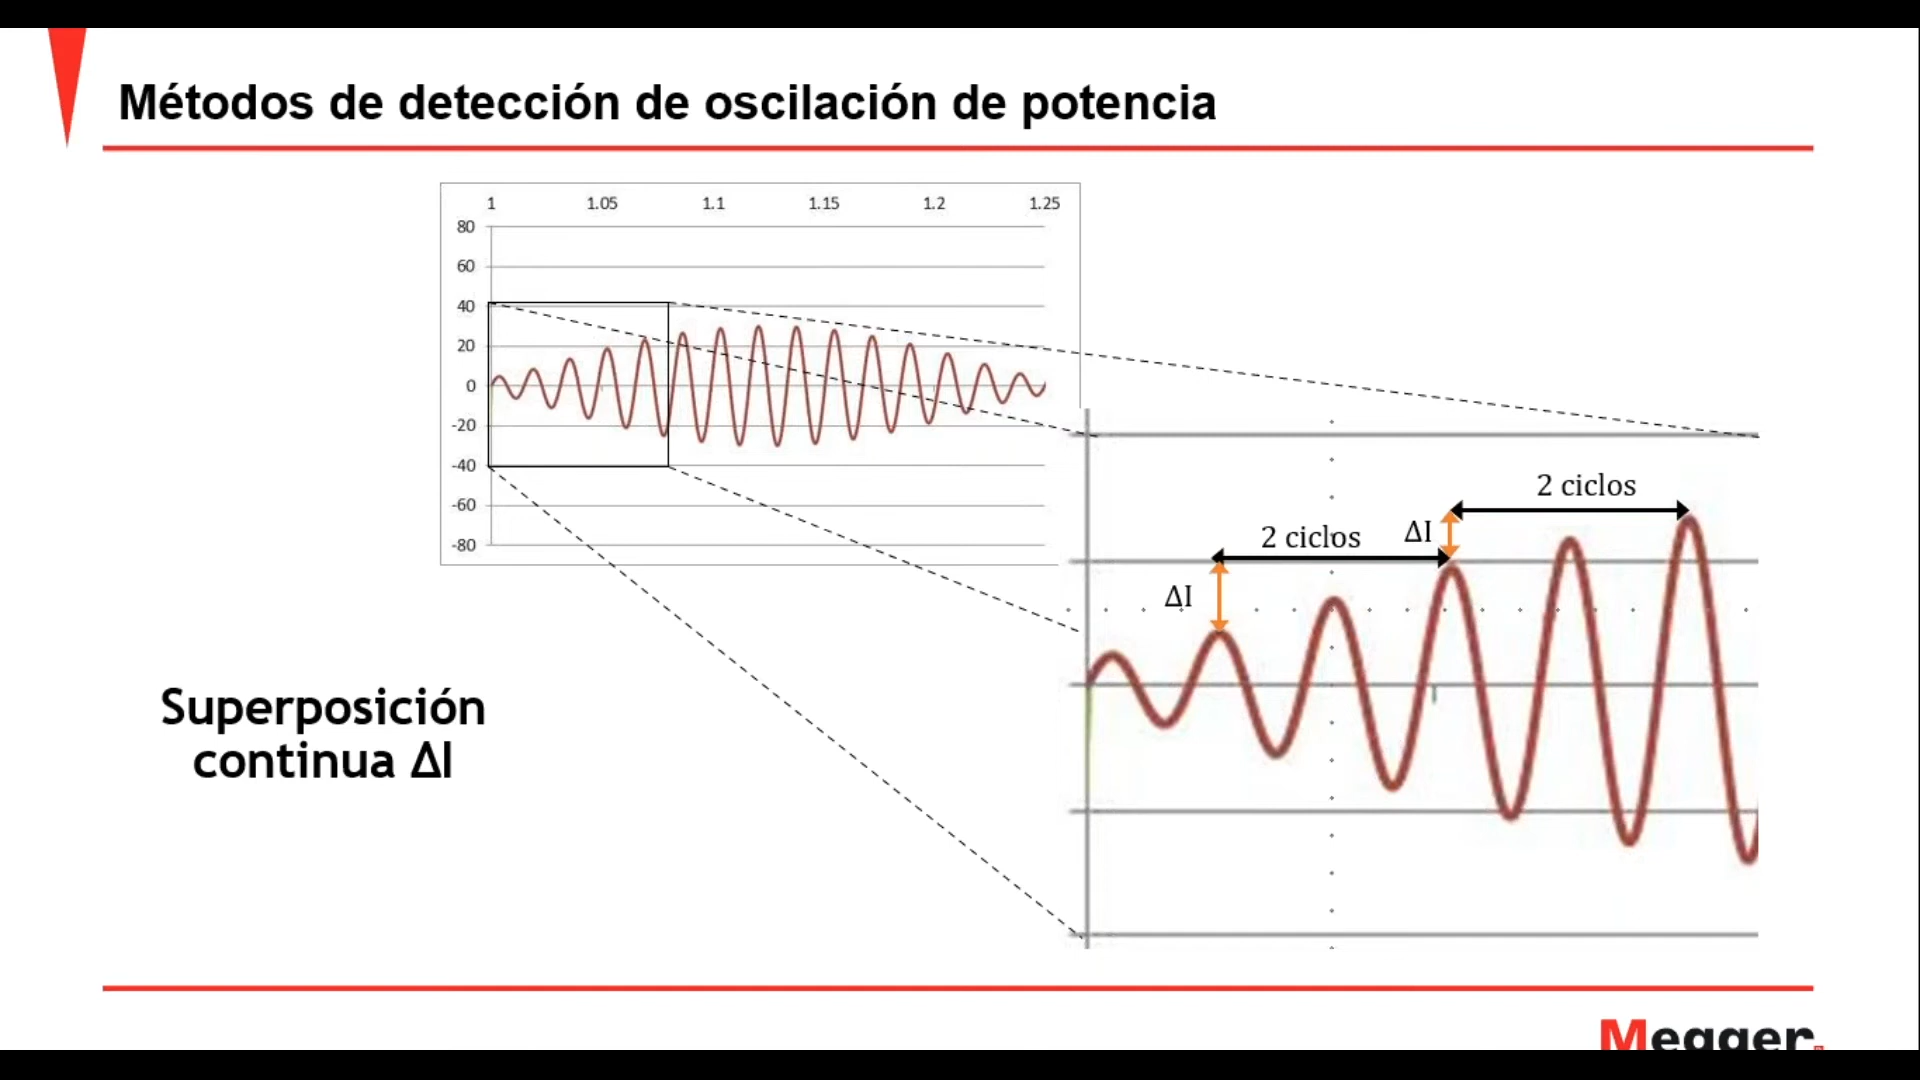 Métodos de detección de oscilación de potencia
1 1.05 1.1 1.15 1.2 1.25
80
60
40
20
0
-20
-40
-60
-80
2 ciclos
2 ciclos ΔI
ΔI
Superposición
continua ΔI
Megger